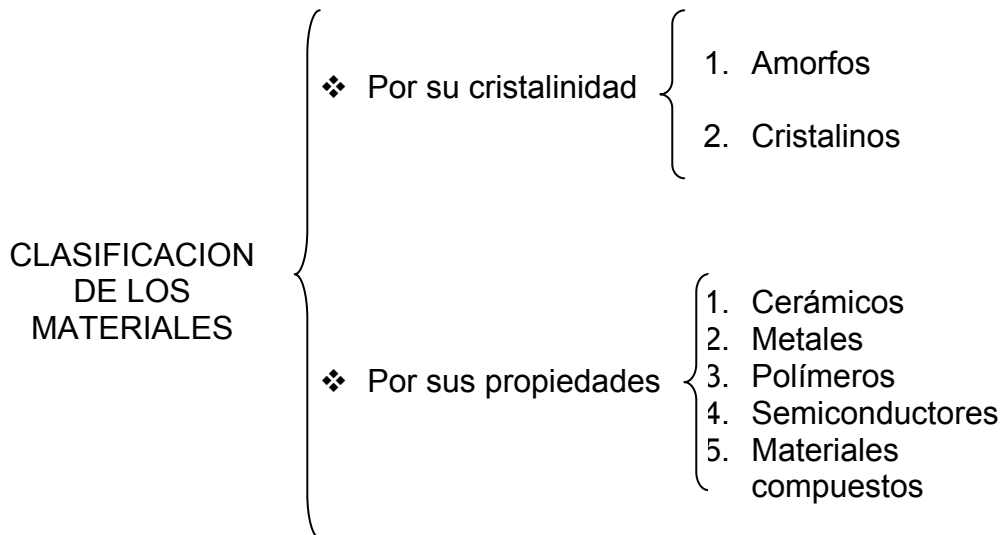 CLASIFICACION
DE LOS
MATERIALES
❖ Por su cristalinidad
1. Amorfos
2. Cristalinos
❖ Por sus propiedades
1. Cerámicos
2. Metales
3. Polímeros
4. Semiconductores
5. Materiales
compuestos